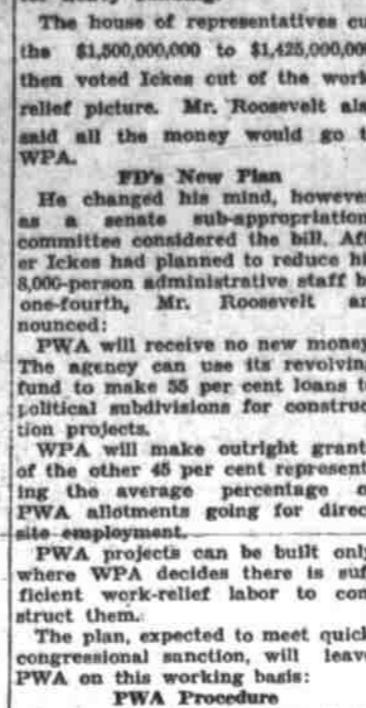 The house of representatives cu
the $1,500,000,000 to $1,425,000,00
then voted Ickes out of the work
relief picture. Mr. Roosevelt als
said all the money would go t
WPA.
FD's New Plan
He changed his mind, howeve
as a senate sub-appropriation
committee considered the bill. Aft
er Ickes had planned to reduce hi
8,000-person administrative staff b
one-fourth, Mr. Roosevelt an
nounced:
PWA will receive no new money
The agency can use its revolvin
fund to make 55 per cent loans t
political subdivisions for construc
tion projects.
WPA will make outright grant
of the other 45 per cent represent
ing the average percentage o
PWA allotments going for direc
site employment.
PWA projects can be built only
where WPA decides there is suf
ficient work-relief labor to con
struct them.
The plan, expected to meet quick
congressional sanction, will leave
PWA on this working basis:
PWA Procedure